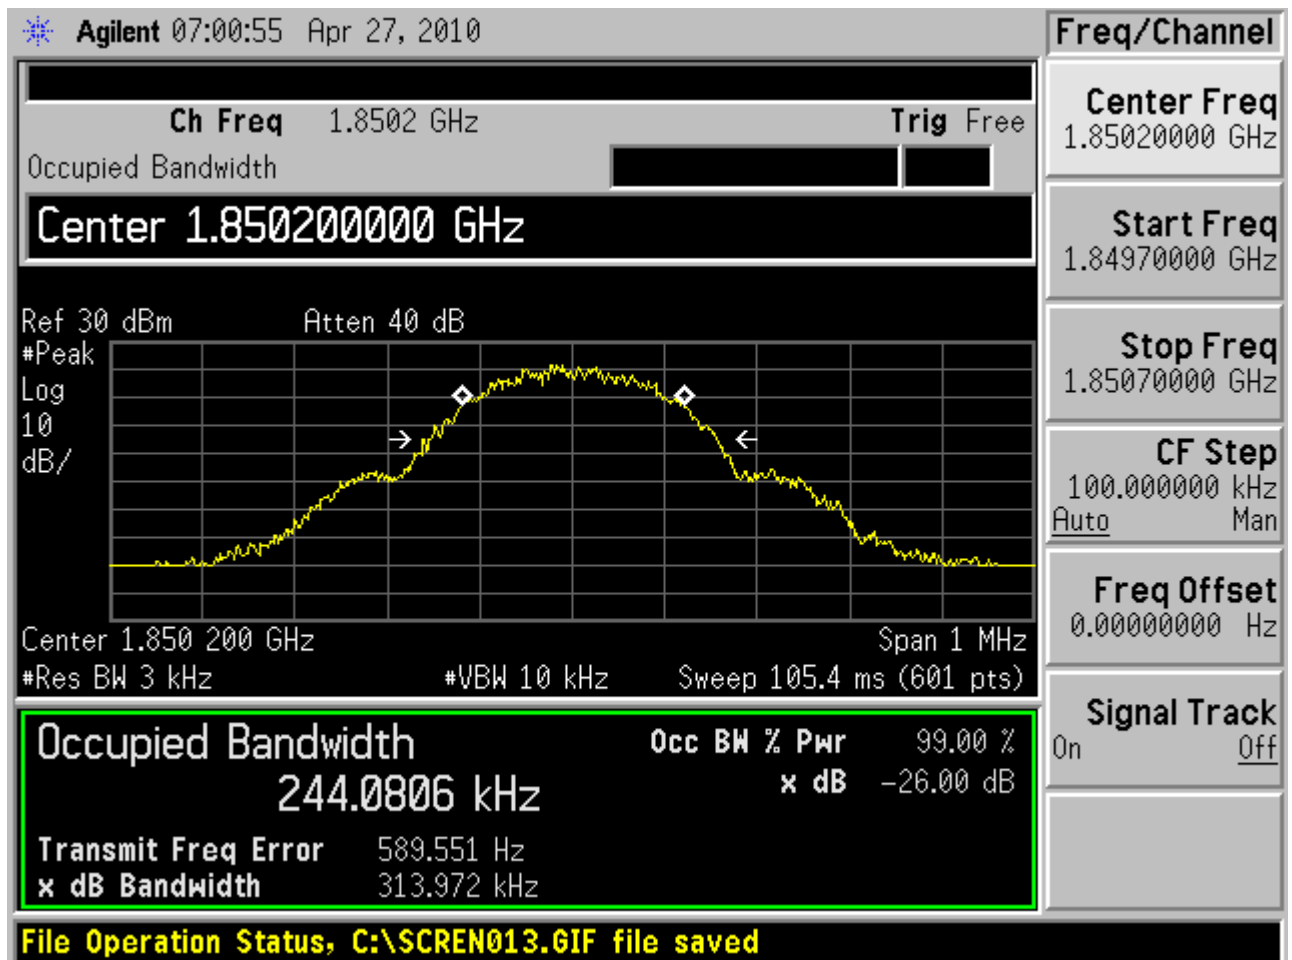 Agilent 07:00:55 Apr 27, 2010
Freq/Channel
Ch Freq 1.8502 GHz Trig Free
Occupied Bandwidth
Center 1.850200000 GHz
Ref 30 dBm Atten 40 dB
#Peak
Log
10
dB/
Center 1.850 200 GHz Span 1 MHz
#Res BW 3 kHz #VBW 10 kHz Sweep 105.4 ms (601 pts)
Occupied Bandwidth Occ BW % Pwr 99.00 %
244.0806 kHz x dB -26.00 dB
Transmit Freq Error 589.551 Hz
x dB Bandwidth 313.972 kHz
File Operation Status, C:\SCREN013.GIF file saved
Center Freq
1.85020000 GHz
Start Freq
1.84970000 GHz
Stop Freq
1.85070000 GHz
CF Step
100.000000 kHz
Auto Man
Freq Offset
0.00000000 Hz
Signal Track
On Off